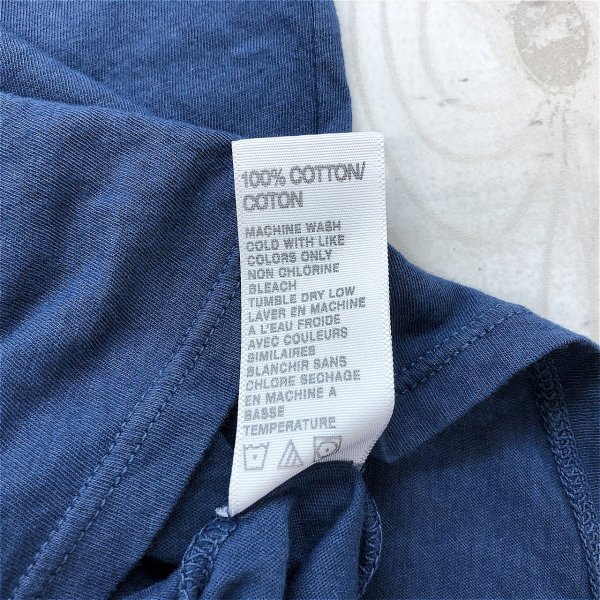 100% COTTON/
COTON
MACHINE WASH
COLD WITH LIKE
COLORS ONLY
NON CHLORINE
BLEACH
TUMBLE DRY LOW
LAVER EN MACHINE
A L'EAU FROIDE
AVEC COULEURS
SIMILAIRES
BLANCHIR SANS
CHLORE SECHAGE
EN MACHINE A
BASSE
TEMPERATURE